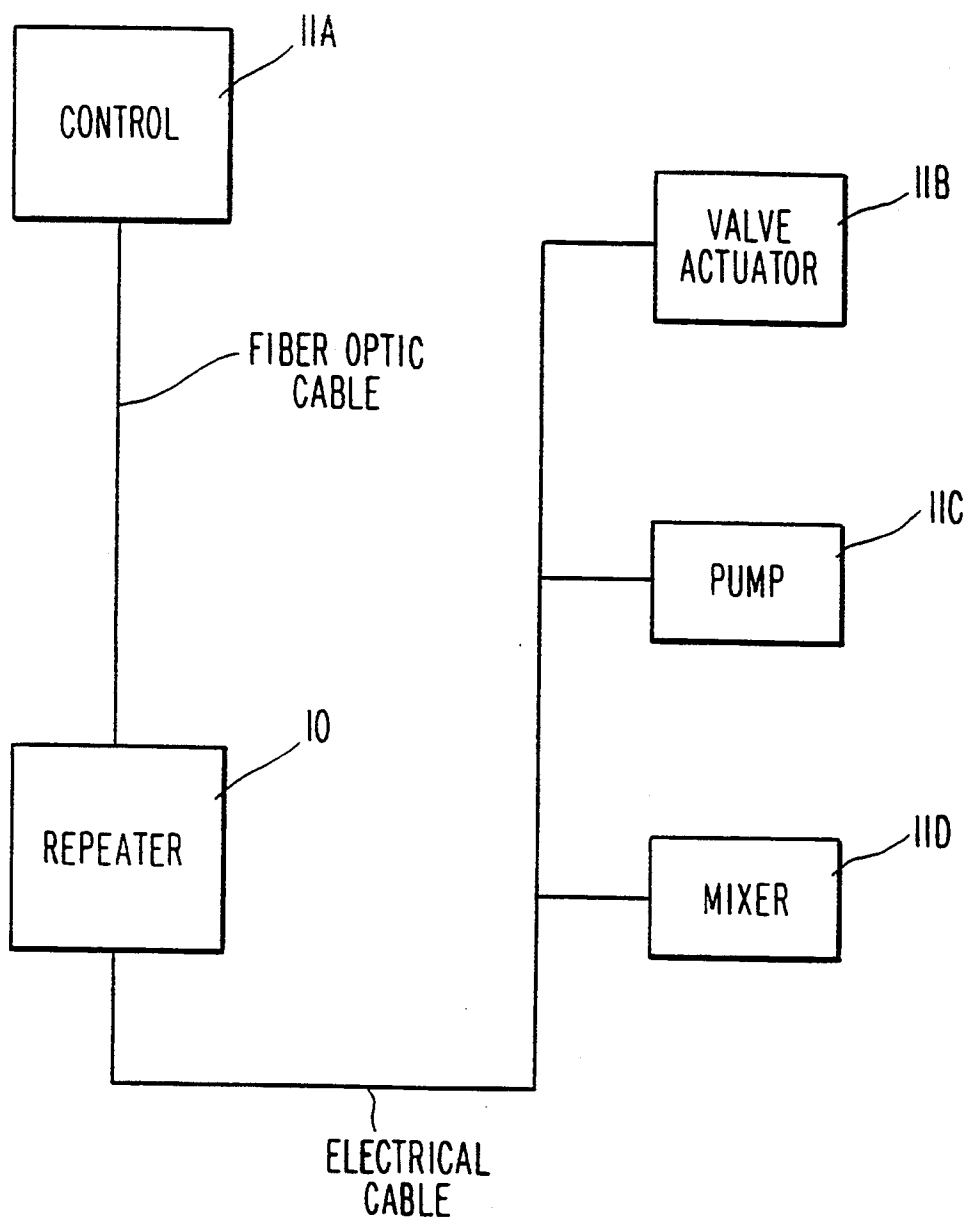 11A
CONTROL
11B
VALVE
ACTUATOR
FIBER OPTIC
CABLE
11C
PUMP
10
REPEATER
11D
MIXER
ELECTRICAL
CABLE